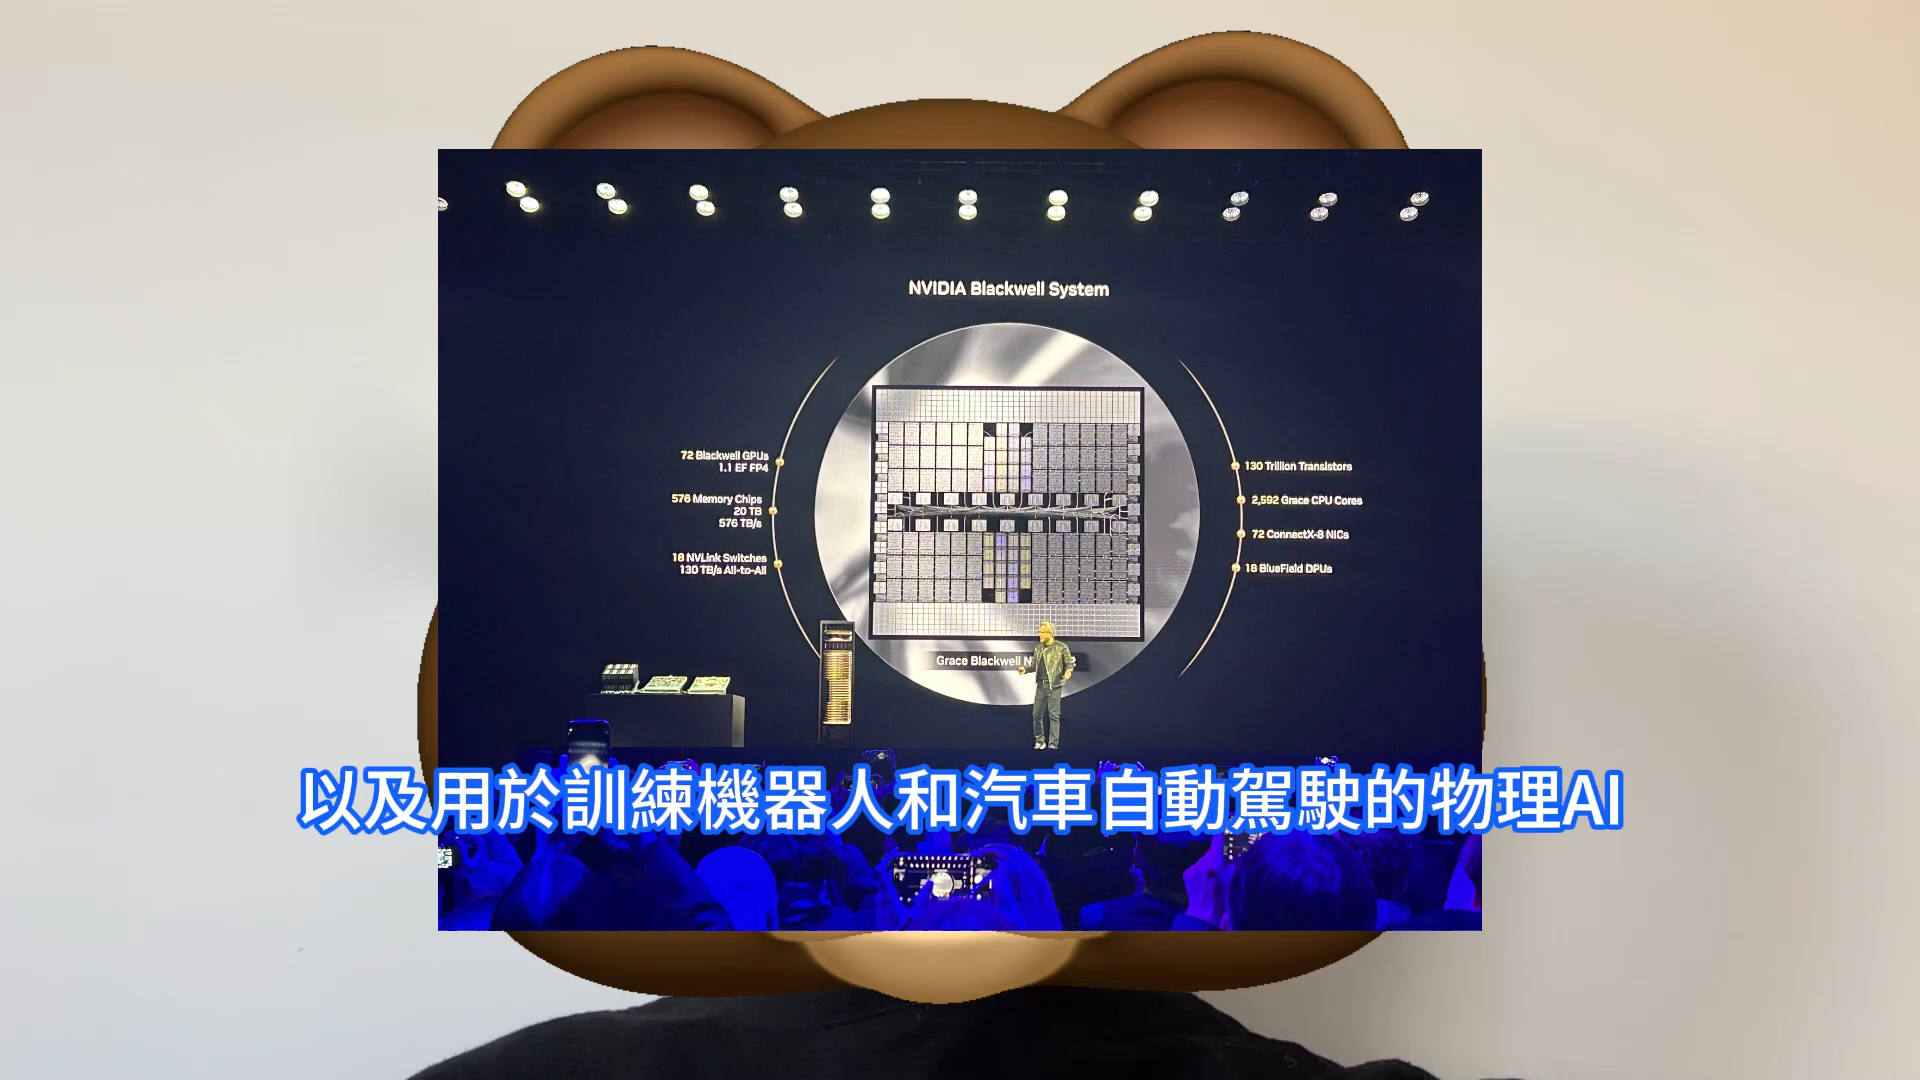 NVIDIA Blackwell System
72 Blackwell GPUs
1.1 EF FP4
576 Memory Chips
20 TB
576 TB/s
18 NVLink Switches
130 TB/s All-to-All
130 Trillion Transistors
2,592 Grace CPU Cores
72 ConnectX-8 NICs
18 BlueField DPUs
Grace Blackwell
以及用於訓練機器人和汽車自動駕駛的物理AI